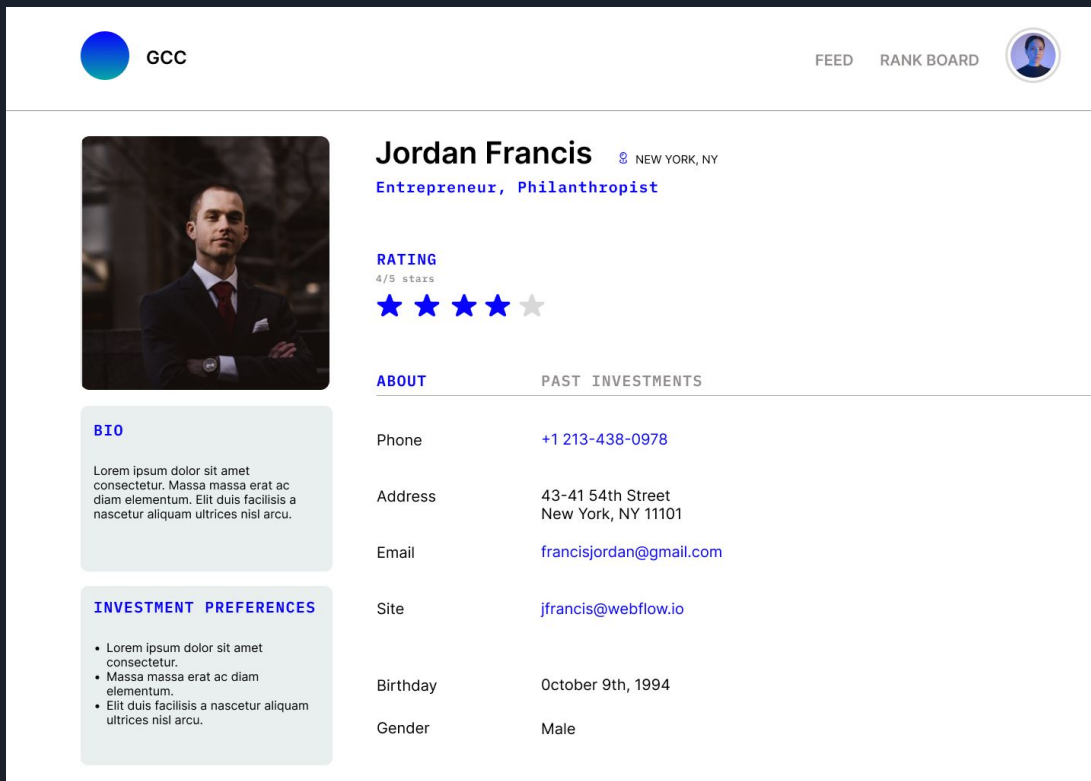 GCC
FEED
RANK BOARD
Jordan Francis
NEW YORK, NY
Entrepreneur, Philanthropist
RATING
4/5 stars
ABOUT
PAST INVESTMENTS
Phone
+1 213-438-0978
Address
43-41 54th Street
New York, NY 11101
Email
francisjordan@gmail.com
Site
jfrancis@webflow.io
Birthday
0ctober 9th, 1994
Gender
Male
BIO
Lorem ipsum dolor sit amet
consectetur. Massa massa erat ac
diam elementum. Elit duis facilisis a
nascetur aliquam ultrices nisl arcu.
INVESTMENT PREFERENCES
• Lorem ipsum dolor sit amet
consectetur.
• Massa massa erat ac diam
elementum.
• Elit duis facilisis a nascetur aliquam
ultrices nisl arcu.